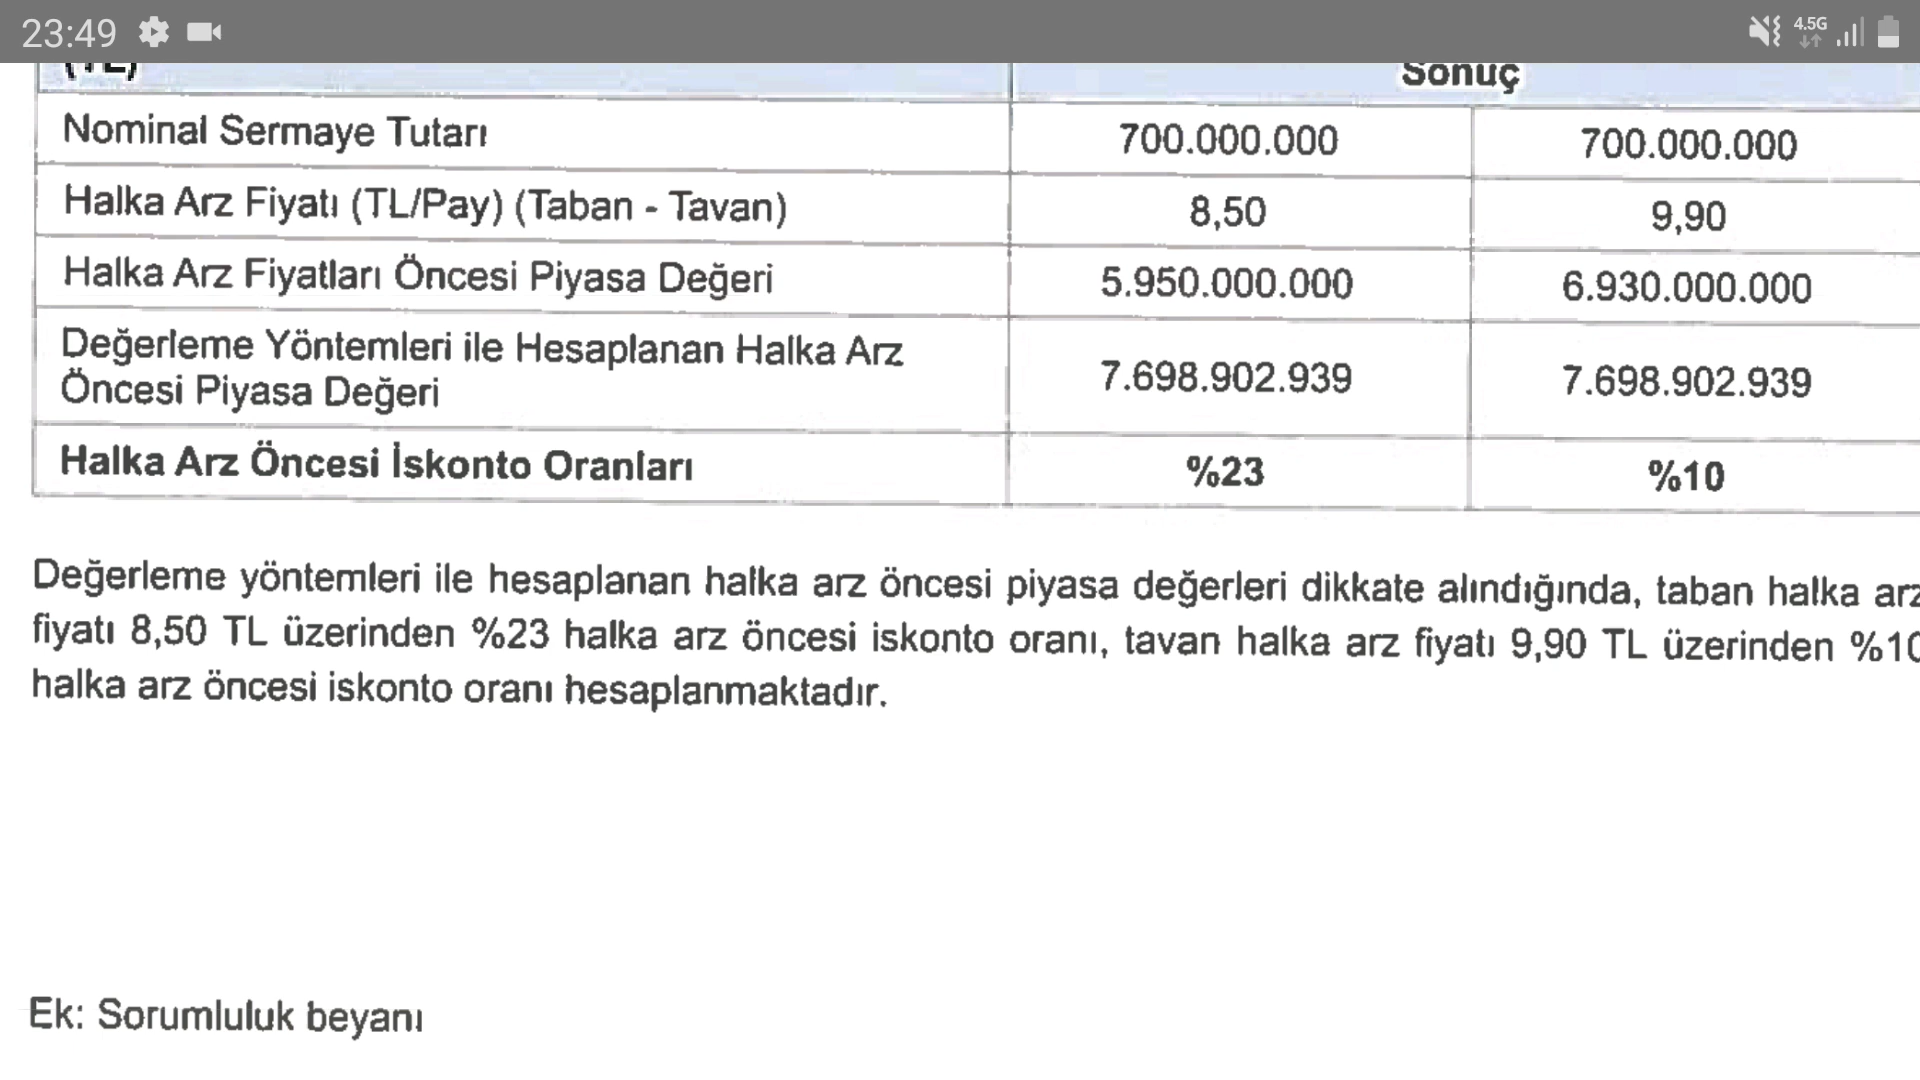 23:49
4.5G
(TL)
Sonuç
Nominal Sermaye Tutarı 700.000.000 700.000.000
Halka Arz Fiyatı (TL/Pay) (Taban - Tavan) 8,50 9,90
Halka Arz Fiyatları Öncesi Piyasa Değeri 5.950.000.000 6.930.000.000
Değerleme Yöntemleri ile Hesaplanan Halka Arz
Öncesi Piyasa Değeri 7.698.902.939 7.698.902.939
Halka Arz Öncesi İskonto Oranları %23 %10
Değerleme yöntemleri ile hesaplanan halka arz öncesi piyasa değerleri dikkate alındığında, taban halka arz
fiyatı 8,50 TL üzerinden %23 halka arz öncesi iskonto oranı, tavan halka arz fiyatı 9,90 TL üzerinden %10
halka arz öncesi iskonto oranı hesaplanmaktadır.
Ek: Sorumluluk beyanı